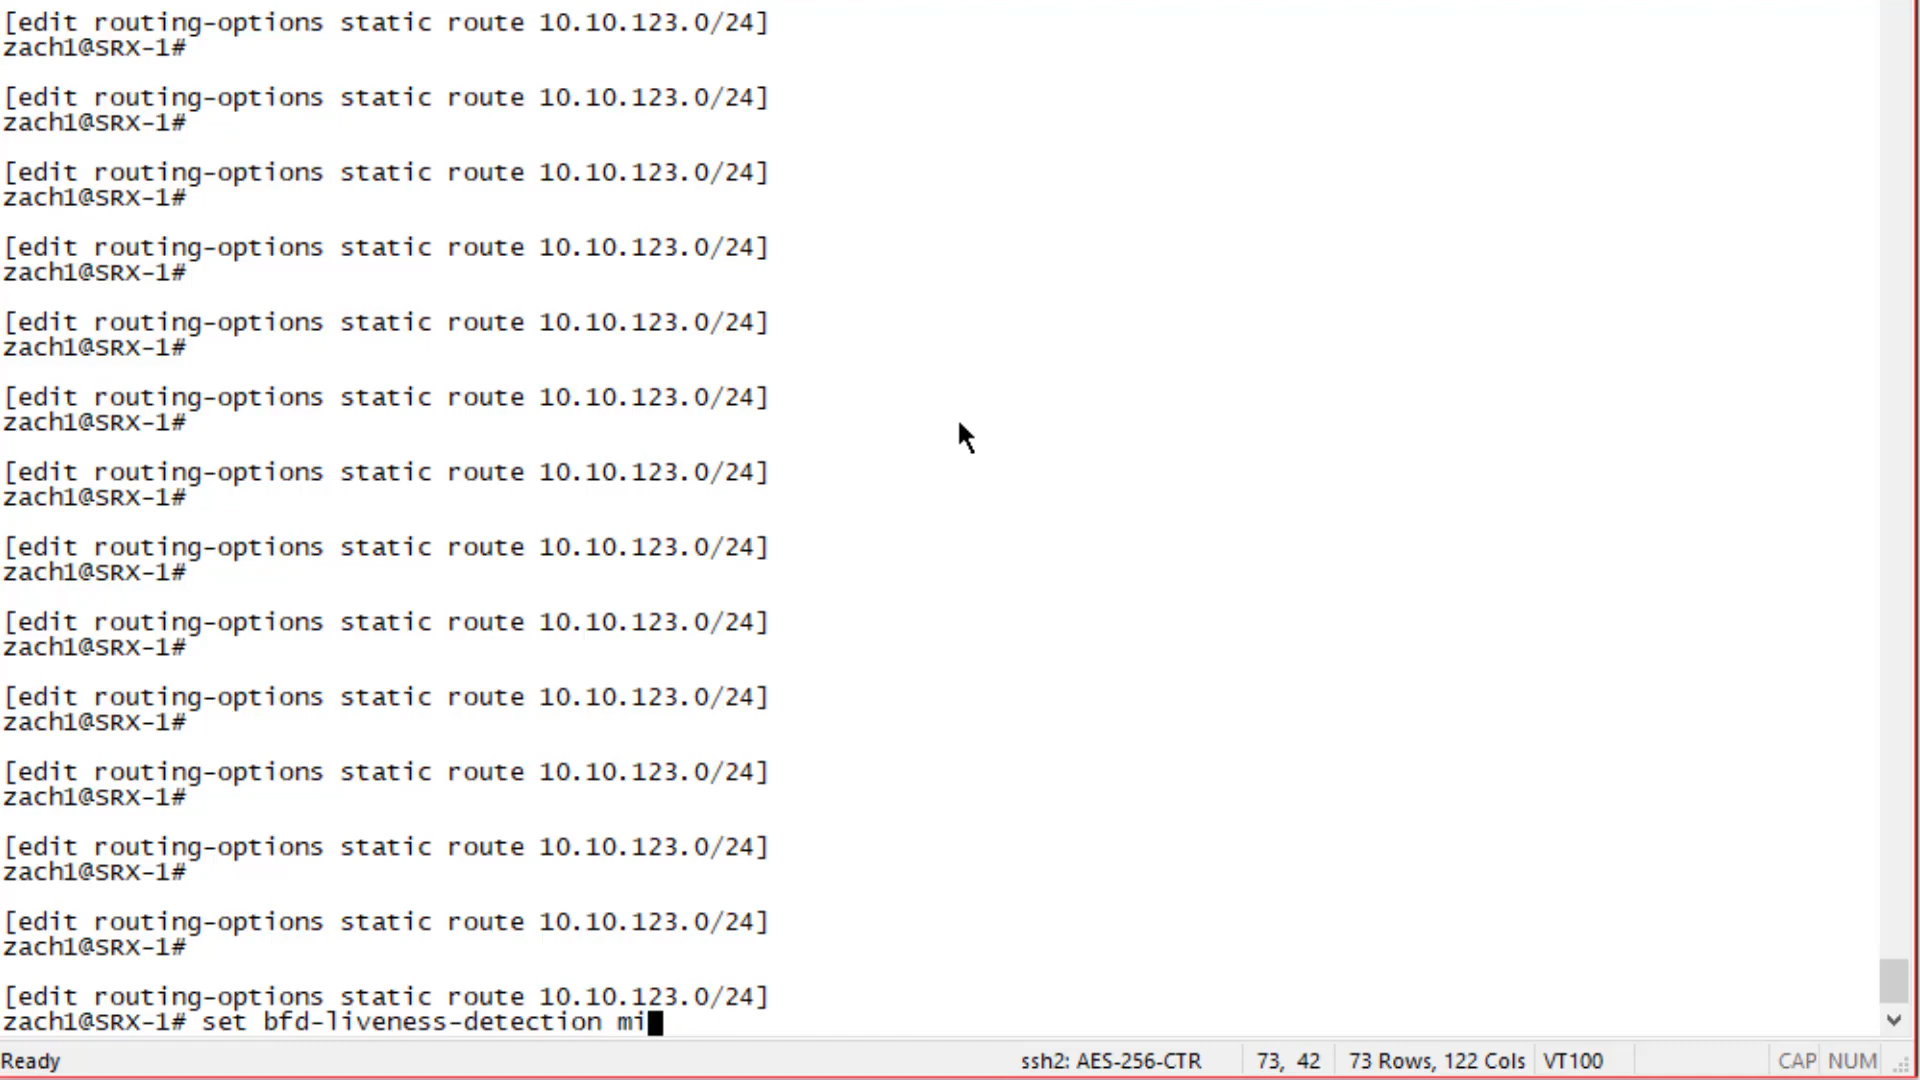 [edit routing-options static route 10.10.123.0/24]
zach1@SRX-1#
[edit routing-options static route 10.10.123.0/24]
zach1@SRX-1#
[edit routing-options static route 10.10.123.0/24]
zach1@SRX-1#
[edit routing-options static route 10.10.123.0/24]
zach1@SRX-1#
[edit routing-options static route 10.10.123.0/24]
zach1@SRX-1#
[edit routing-options static route 10.10.123.0/24]
zach1@SRX-1#
[edit routing-options static route 10.10.123.0/24]
zach1@SRX-1#
[edit routing-options static route 10.10.123.0/24]
zach1@SRX-1#
[edit routing-options static route 10.10.123.0/24]
zach1@SRX-1#
[edit routing-options static route 10.10.123.0/24]
zach1@SRX-1#
[edit routing-options static route 10.10.123.0/24]
zach1@SRX-1#
[edit routing-options static route 10.10.123.0/24]
zach1@SRX-1#
[edit routing-options static route 10.10.123.0/24]
zach1@SRX-1#
[edit routing-options static route 10.10.123.0/24]
zach1@SRX-1# set bfd-liveness-detection mi
Ready ssh2: AES-256-CTR 73, 42 73 Rows, 122 Cols VT100 CAP NUM